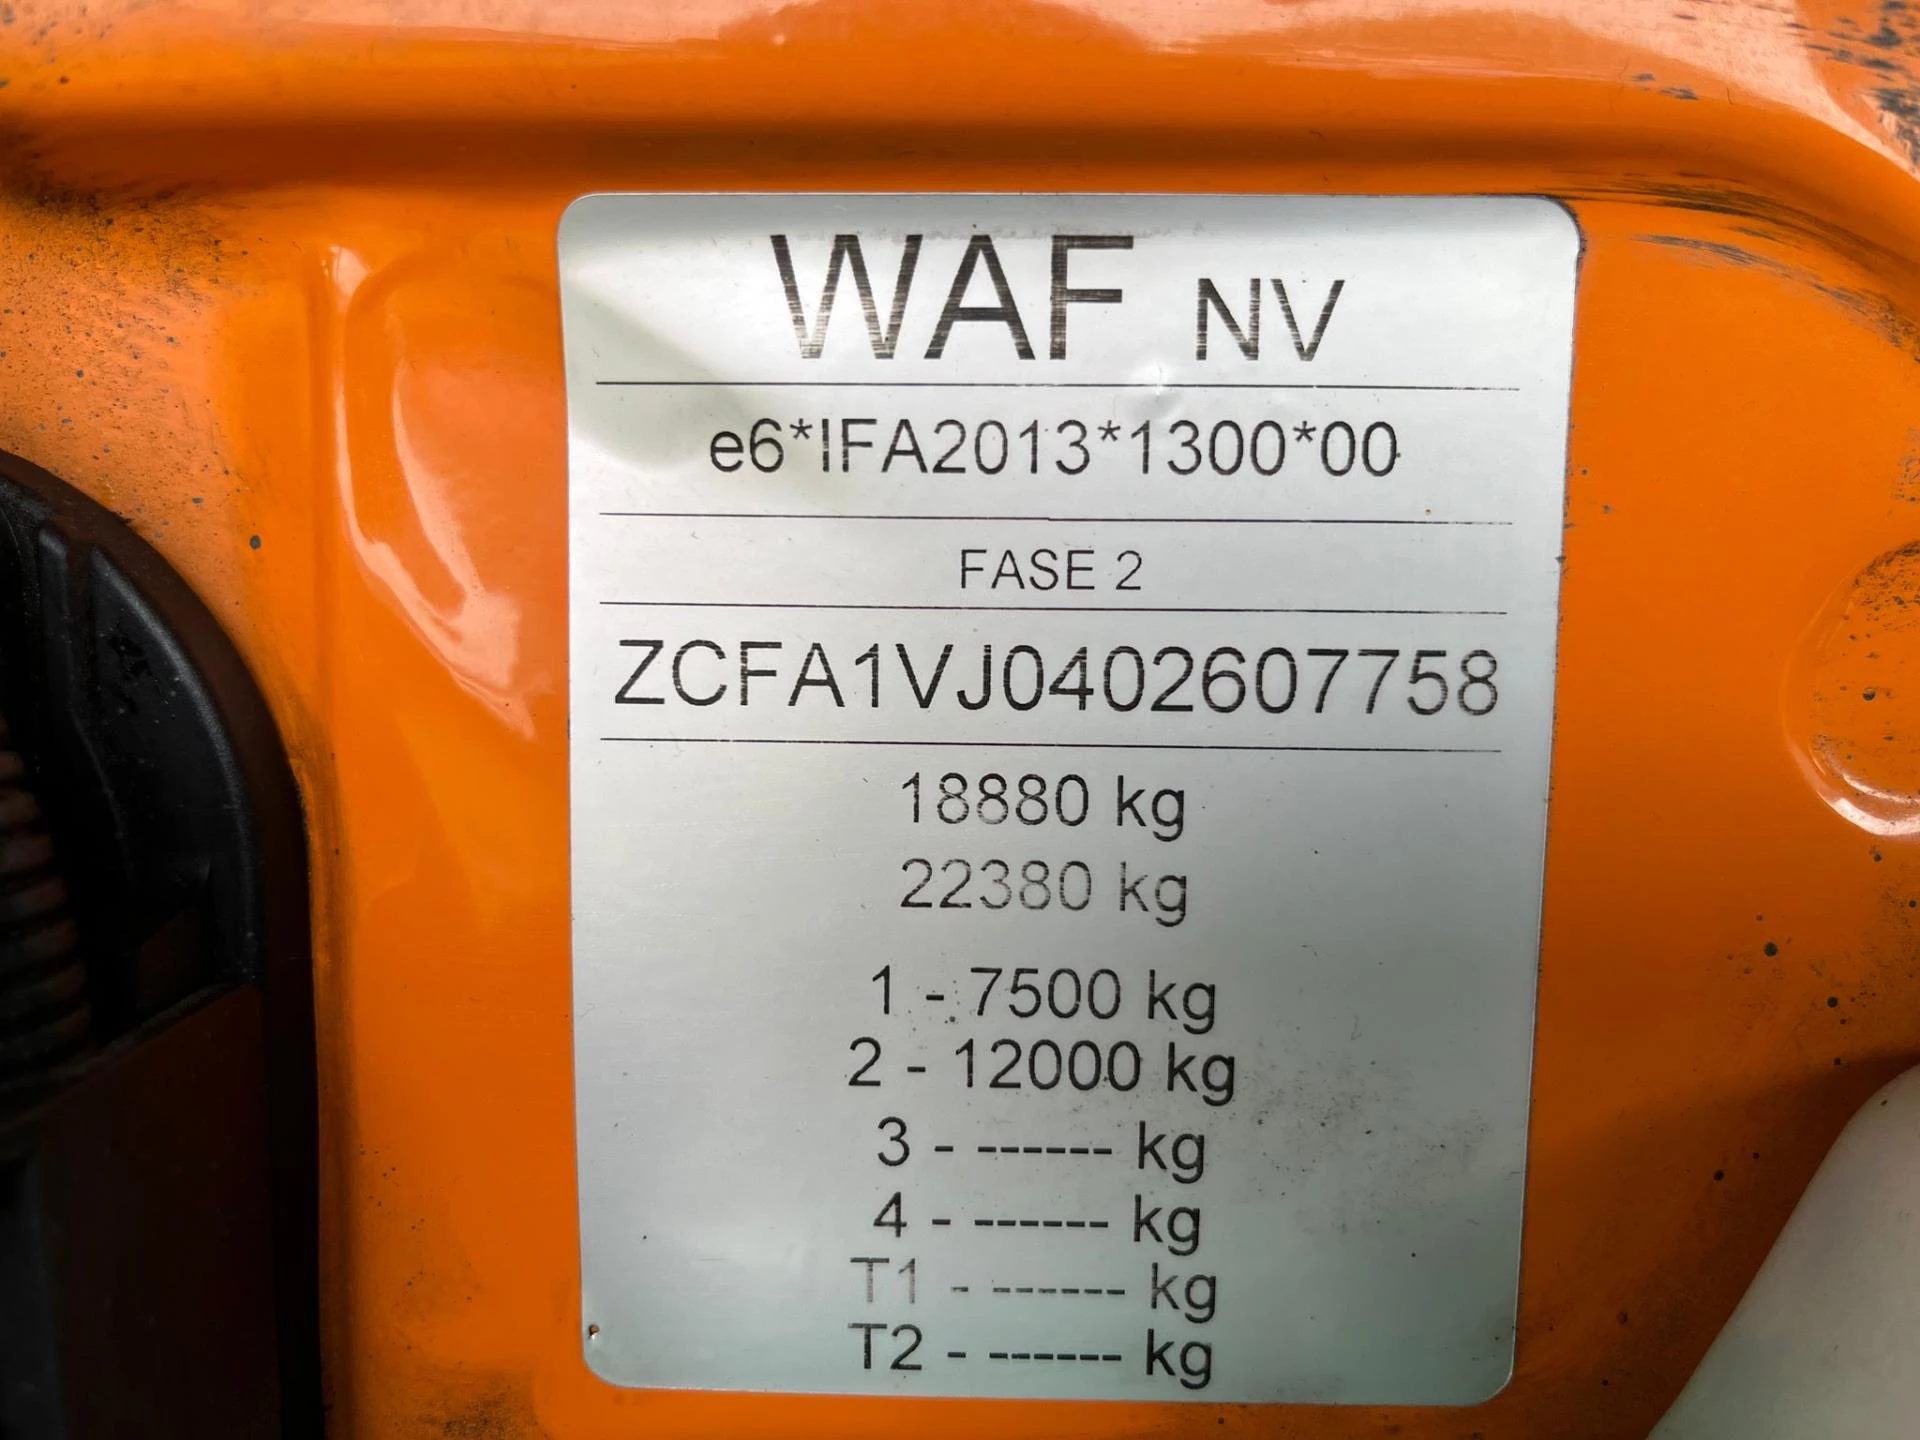 WAF NV
e6*IFA2013*1300*00
FASE 2
ZCFA1VJ0402607758
18880 kg
22380 kg
1 - 7500 kg
2 - 12000 kg
3 - ------ kg
4 - ------ kg
T1 - ------ kg
T2 - ------ kg